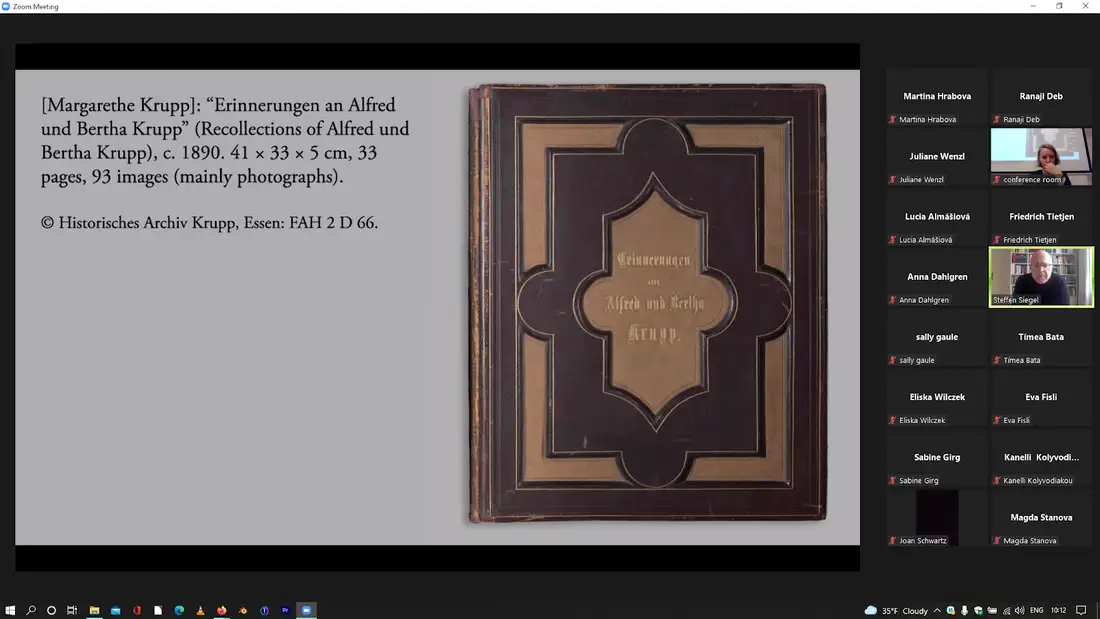 Zoom Meeting
[Margarethe Krupp]: “Erinnerungen an Alfred
und Bertha Krupp” (Recollections of Alfred und
Bertha Krupp), c. 1890. 41 × 33 × 5 cm, 33
pages, 93 images (mainly photographs).
© Historisches Archiv Krupp, Essen: FAH 2 D 66.
Erinnerungen
an
Alfred und Bertha
Krupp.
Martina Hrabova
Martina Hrabova
Ranaji Deb
Ranaji Deb
Juliane Wenzl
Juliane Wenzl
conference room
Lucia Almášiová
Lucia Almášiová
Friedrich Tietjen
Friedrich Tietjen
Anna Dahlgren
Anna Dahlgren
Steffen Siegel
sally gaule
sally gaule
Tímea Bata
Tímea Bata
Eliska Wilczek
Eliska Wilczek
Eva Fisli
Eva Fisli
Sabine Girg
Sabine Girg
Kanelli Kolyvodi...
Kanelli Kolyvodiakou
Joan Schwartz
Magda Stanova
Magda Stanova
35°F Cloudy
ENG
10:12